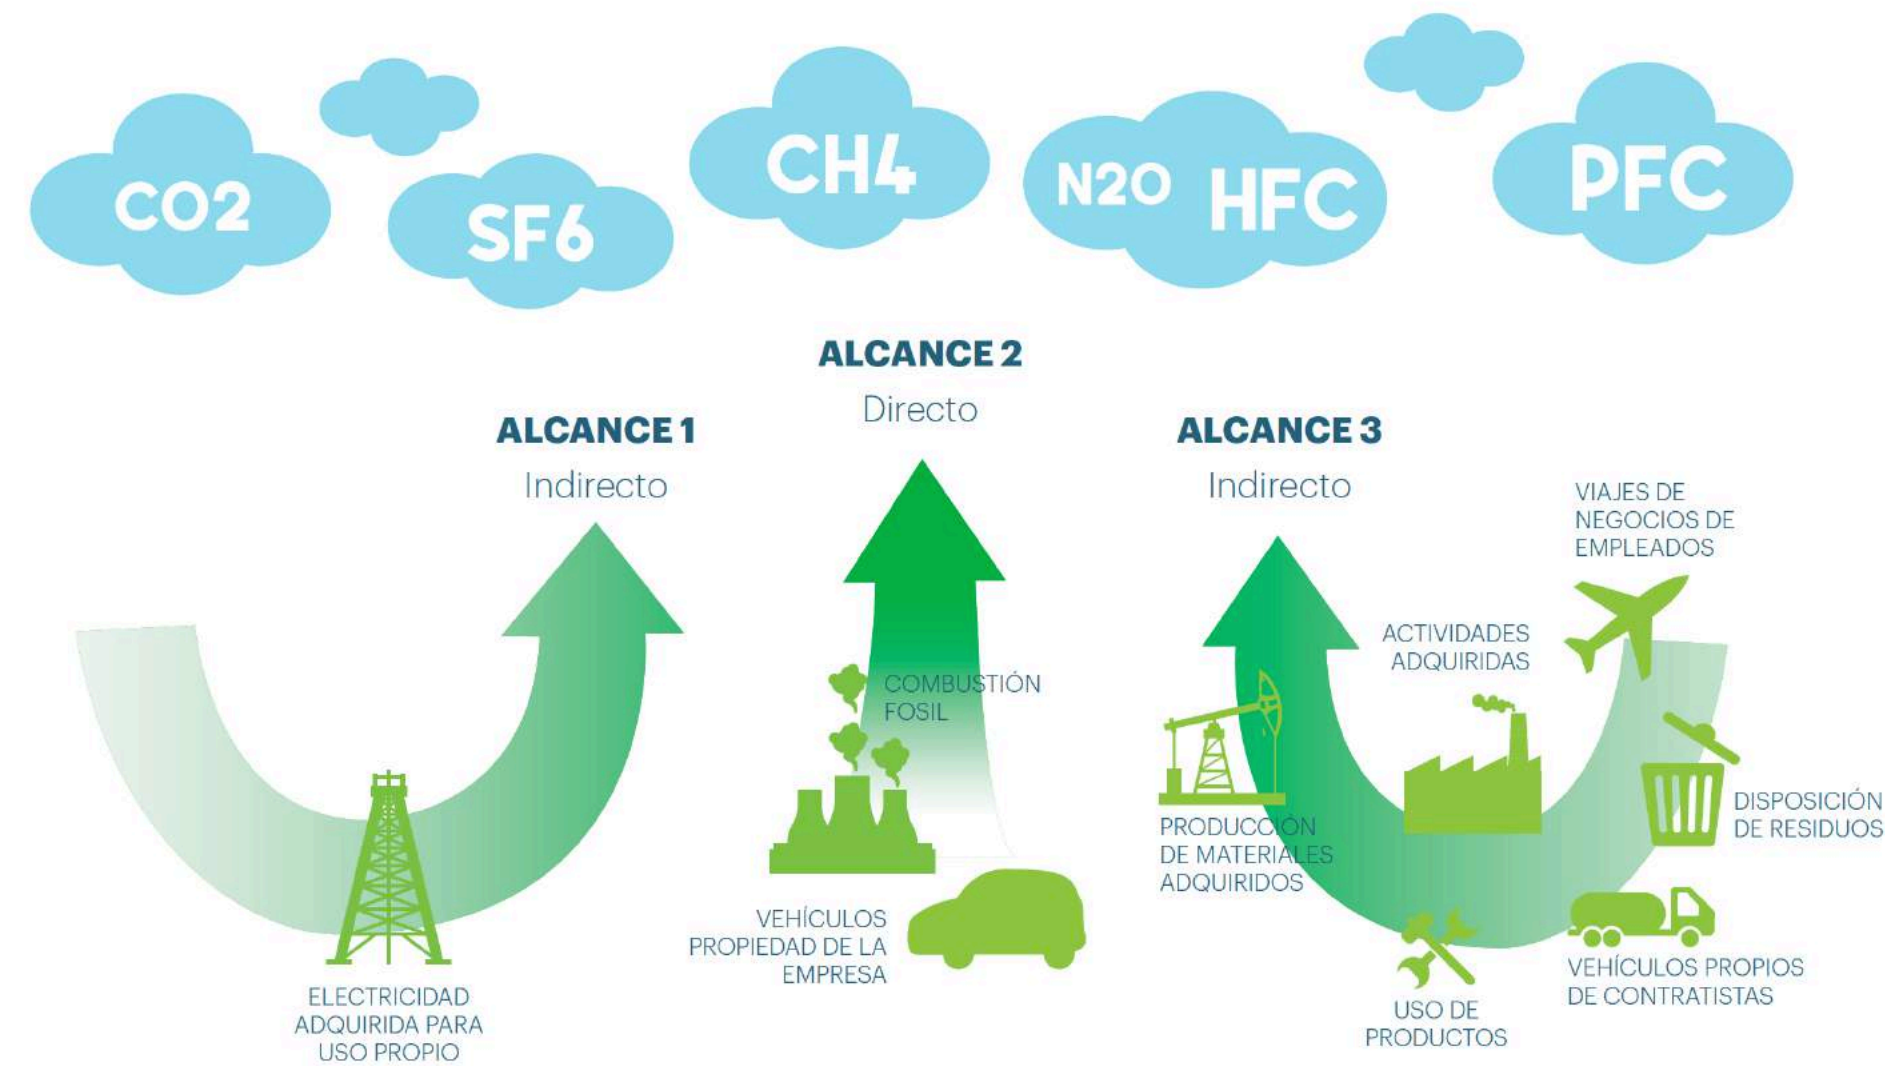 CO2
SF6
CH4
N2O
HFC
PFC
ALCANCE 1
Indirecto
ELECTRICIDAD
ADQUIRIDA PARA
USO PROPIO
ALCANCE 2
Directo
COMBUSTIÓN
FOSIL
VEHÍCULOS
PROPIEDAD DE LA
EMPRESA
ALCANCE 3
Indirecto
VIAJES DE
NEGOCIOS DE
EMPLEADOS
ACTIVIDADES
ADQUIRIDAS
PRODUCCIÓN
DE MATERIALES
ADQUIRIDOS
DISPOSICIÓN
DE RESIDUOS
VEHÍCULOS PROPIOS
DE CONTRATISTAS
USO DE
PRODUCTOS